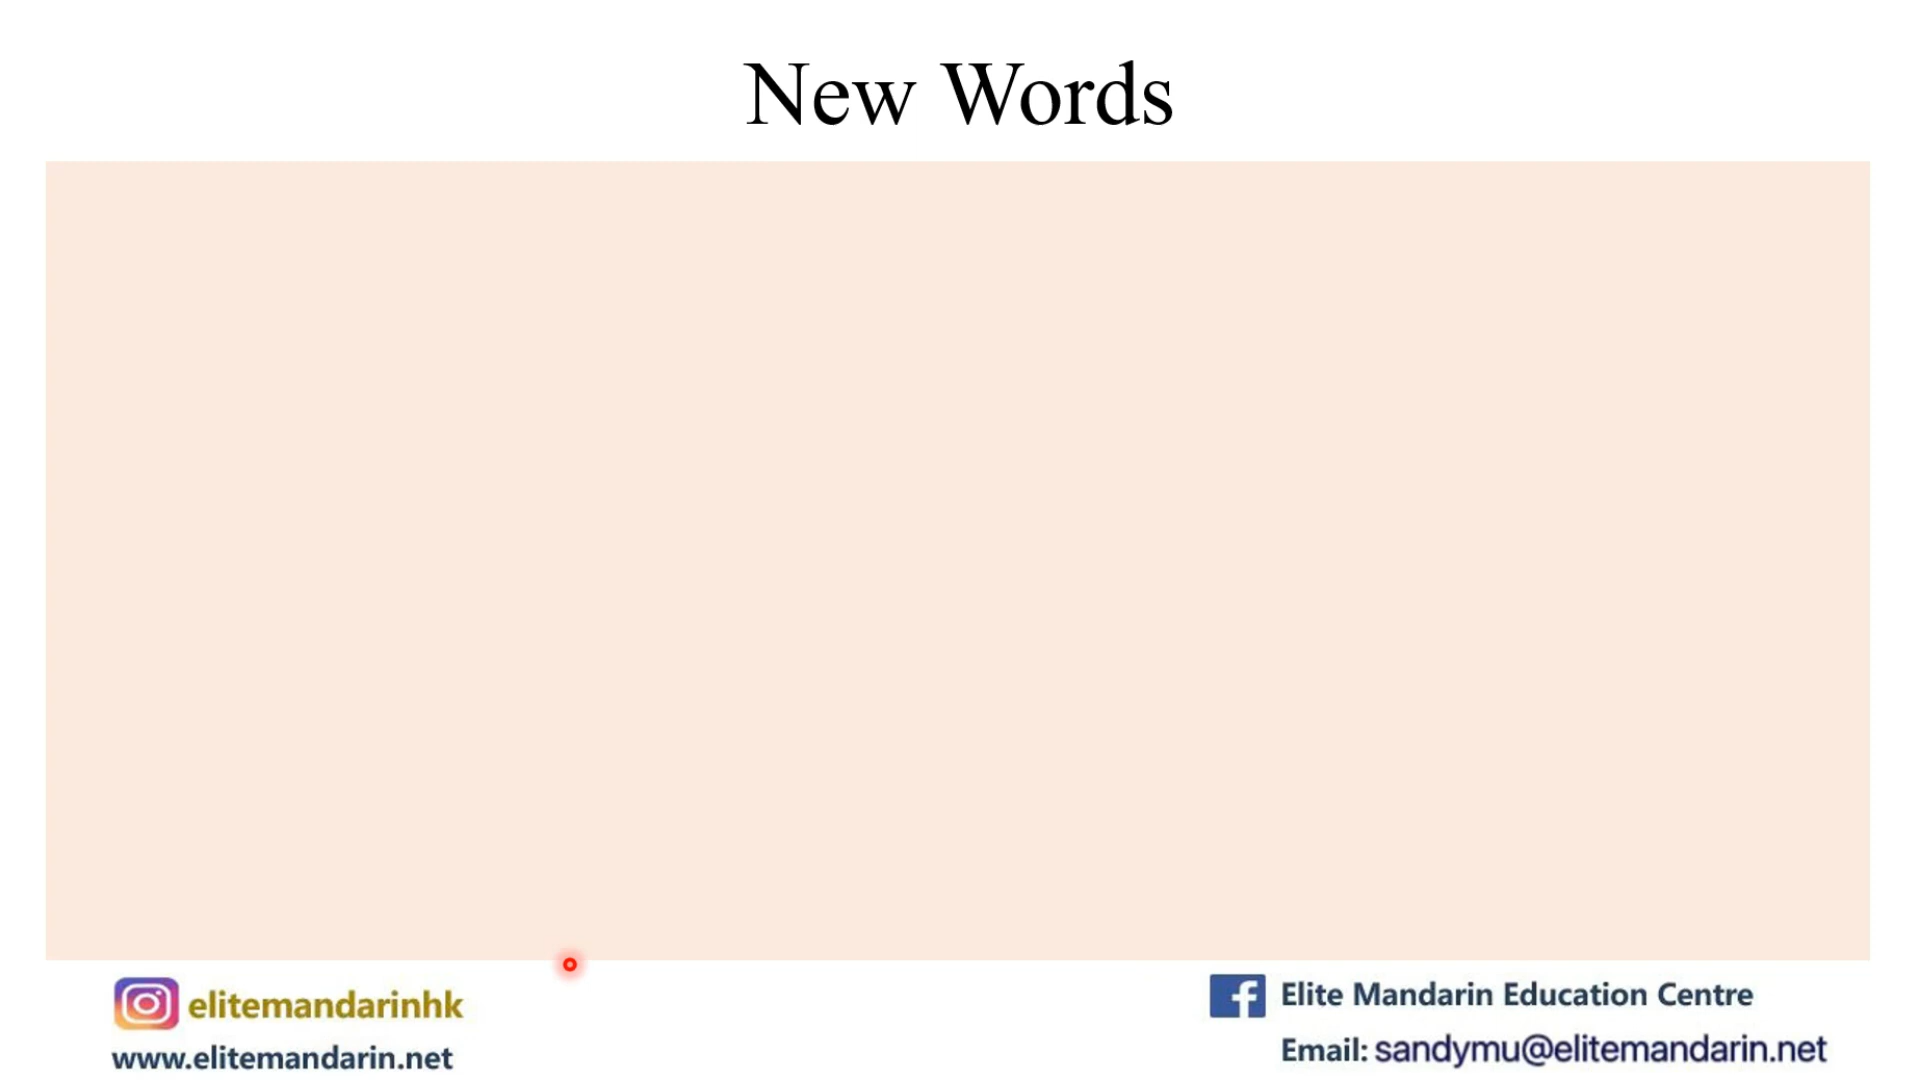 New Words
elitemandarinhk
www.elitemandarin.net
Elite Mandarin Education Centre
Email: sandymu@elitemandarin.net